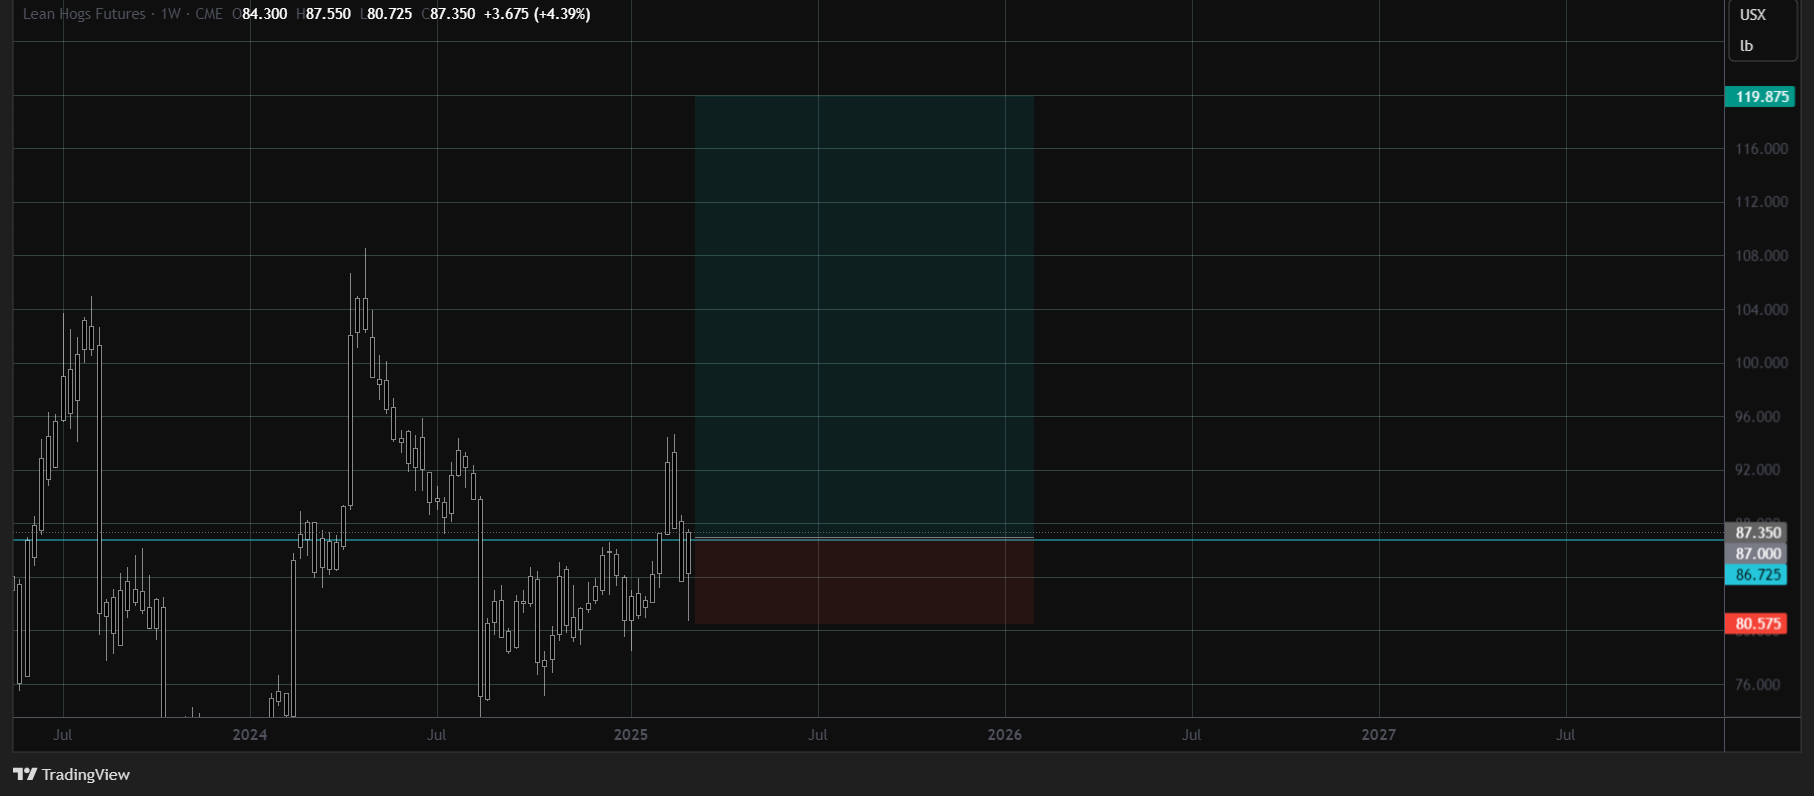 Lean Hogs Futures · 1W · CME O84.300 H87.550 L80.725 C87.350 +3.675 (+4.39%)
USX
lb
119.875
116.000
112.000
108.000
104.000
100.000
96.000
92.000
87.350
87.000
86.725
80.575
76.000
Jul 2024 Jul 2025 Jul 2026 Jul 2027 Jul
TradingView